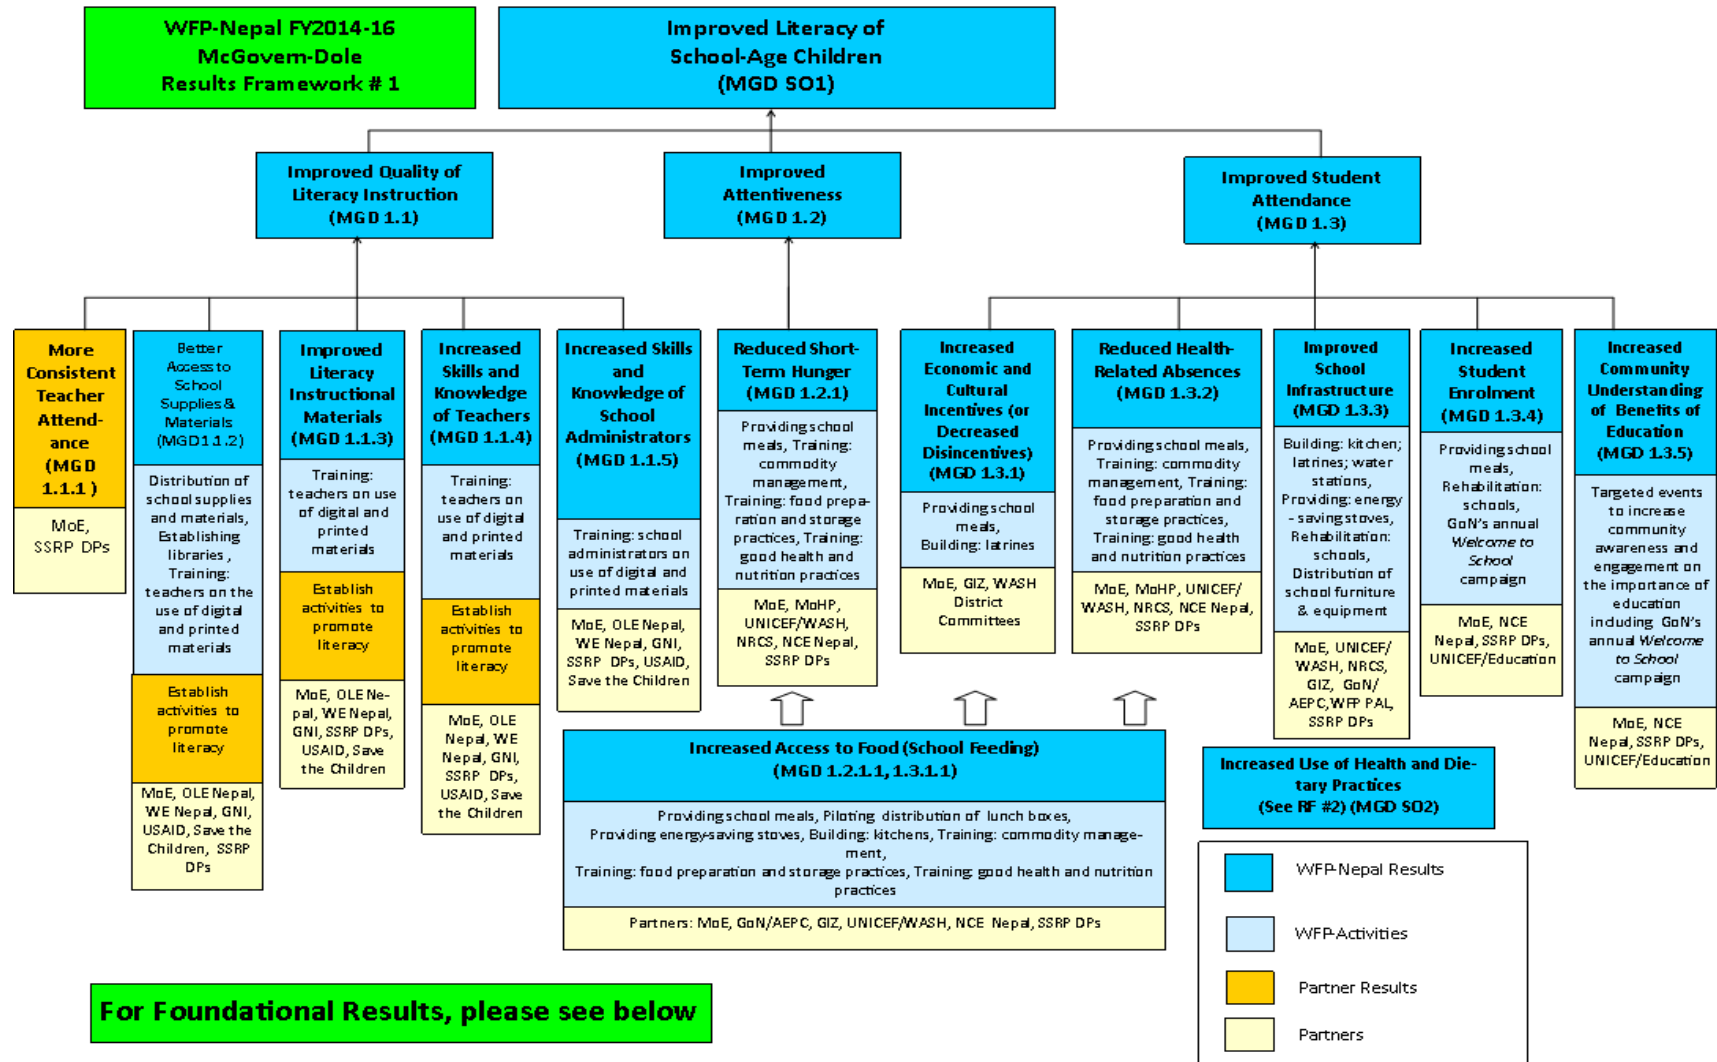 WFP-Nepal FY2014-16
McGovern-Dole
Results Framework # 1
Improved Literacy of
School-Age Children
(MGD SO1)
Improved Quality of
Literacy Instruction
(MGD 1.1)
Improved
Attentiveness
(MGD 1.2)
Improved Student
Attendance
(MGD 1.3)
More
Consistent
Teacher
Attend-
ance
(MGD
1.1.1 )
MoE,
SSRP DPs
Better
Access to
School
Supplies &
Materials
(MGD1.1.2)
Distribution of
school supplies
and materials,
Establishing
libraries ,
Training:
teachers on the
use of digital
and printed
materials
Establish
activities to
promote
literacy
MoE, OLE Nepal,
WE Nepal, GNI,
USAID, Save the
Children, SSRP
DPs
Improved
Literacy
Instructional
Materials
(MGD 1.1.3)
Training:
teachers on use
of digital and
printed
materials
Establish
activities to
promote
literacy
MoE, OLE Ne-
pal, WE Nepal,
GNI, SSRP DPs,
USAID, Save
the Children
Increased
Skills and
Knowledge
of Teachers
(MGD 1.1.4)
Training:
teachers on
use of digital
and printed
materials
Establish
activities to
promote
literacy
MoE, OLE
Nepal, WE
Nepal, GNI,
SSRP DPs,
USAID, Save
the Children
Increased Skills
and
Knowledge of
School
Administrators
(MGD 1.1.5)
Training: school
administrators on
use of digital and
printed materials
MoE, OLE Nepal,
WE Nepal, GNI,
SSRP DPs, USAID,
Save the Children
Reduced Short-
Term Hunger
(MGD 1.2.1)
Providing school
meals, Training:
commodity
management,
Training: food prepa-
ration and storage
practices, Training:
good health and
nutrition practices
MoE, MoHP,
UNICEF/WASH,
NRCS, NCE Nepal,
SSRP DPs
Increased
Economic and
Cultural
Incentives (or
Decreased
Disincentives)
(MGD 1.3.1)
Providing school
meals,
Building: latrines
MoE, GIZ, WASH
District
Committees
Reduced Health-
Related Absences
(MGD 1.3.2)
Providing school meals,
Training: commodity
management, Training:
food preparation and
storage practices,
Training: good health
and nutrition practices
MoE, MoHP, UNICEF/
WASH, NRCS, NCE Nepal,
SSRP DPs
Improved
School
Infrastructure
(MGD 1.3.3)
Building: kitchen;
latrines; water
stations,
Providing: energy
- saving stoves,
Rehabilitation:
schools,
Distribution of
school furniture
& equipment
MoE, UNICEF/
WASH, NRCS,
GIZ, GoN/
AEPC,WFP PAL,
SSRP DPs
Increased
Student
Enrolment
(MGD 1.3.4)
Providing school
meals,
Rehabilitation:
schools,
GoN's annual
Welcome to
School
campaign
MoE, NCE
Nepal, SSRP DPs,
UNICEF/Education
Increased
Community
Understanding
of Benefits of
Education
(MGD 1.3.5)
Targeted events
to increase
community
awareness and
engagement on
the importance of
education
including GoN's
annual Welcome
to School
campaign
MoE, NCE
Nepal, SSRP DPs,
UNICEF/Education
Increased Access to Food (School Feeding)
(MGD 1.2.1.1, 1.3.1.1)
Providing school meals, Piloting distribution of lunch boxes,
Providing energy-saving stoves, Building: kitchens, Training: commodity manage-
ment,
Training: food preparation and storage practices, Training: good health and nutrition
practices
Partners: MoE, GoN/AEPC, GIZ, UNICEF/WASH, NCE Nepal, SSRP DPs
Increased Use of Health and Die-
tary Practices
(See RF #2) (MGD SO2)
WFP-Nepal Results
WFP-Activities
Partner Results
Partners
For Foundational Results, please see below